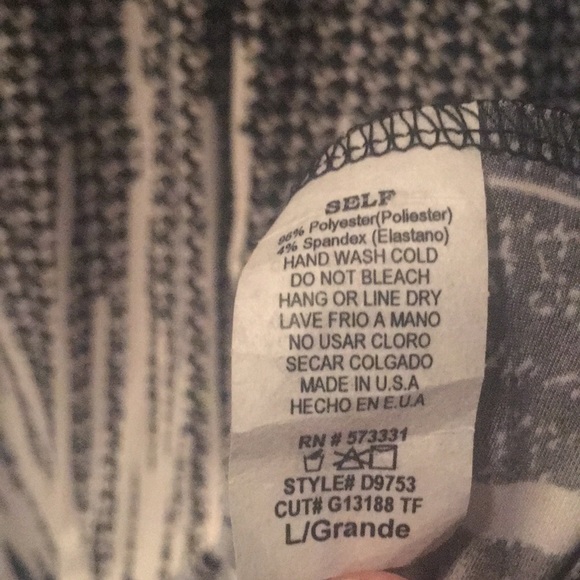 SELF
96% Polyester(Poliester)
4% Spandex (Elastano)
HAND WASH COLD
DO NOT BLEACH
HANG OR LINE DRY
LAVE FRIO A MANO
NO USAR CLORO
SECAR COLGADO
MADE IN U.S.A
HECHO EN E.U.A
RN # 573331
STYLE# D9753
CUT# G13188 TF
L/Grande